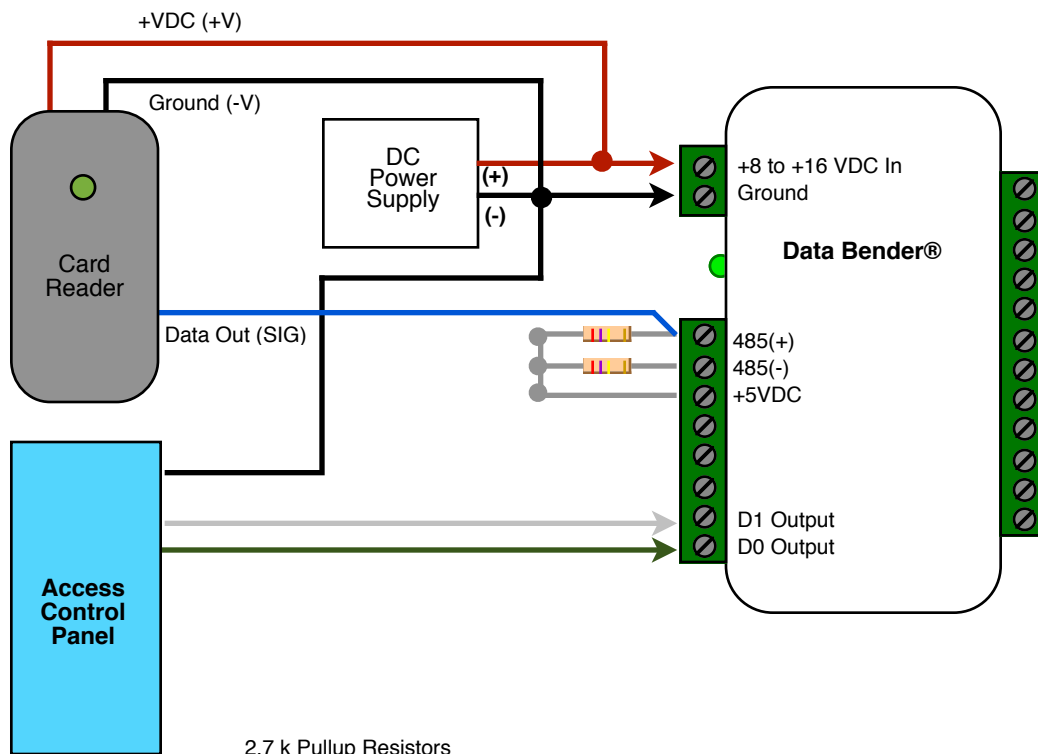 +VDC (+V)
Ground (-V)
DC
Power
Supply
(+)
(-)
+8 to +16 VDC In
Ground
Data Bender®
Card
Reader
Data Out (SIG)
485(+)
485(-)
+5VDC
D1 Output
D0 Output
Access
Control
Panel
2.7 k Pullup Resistors